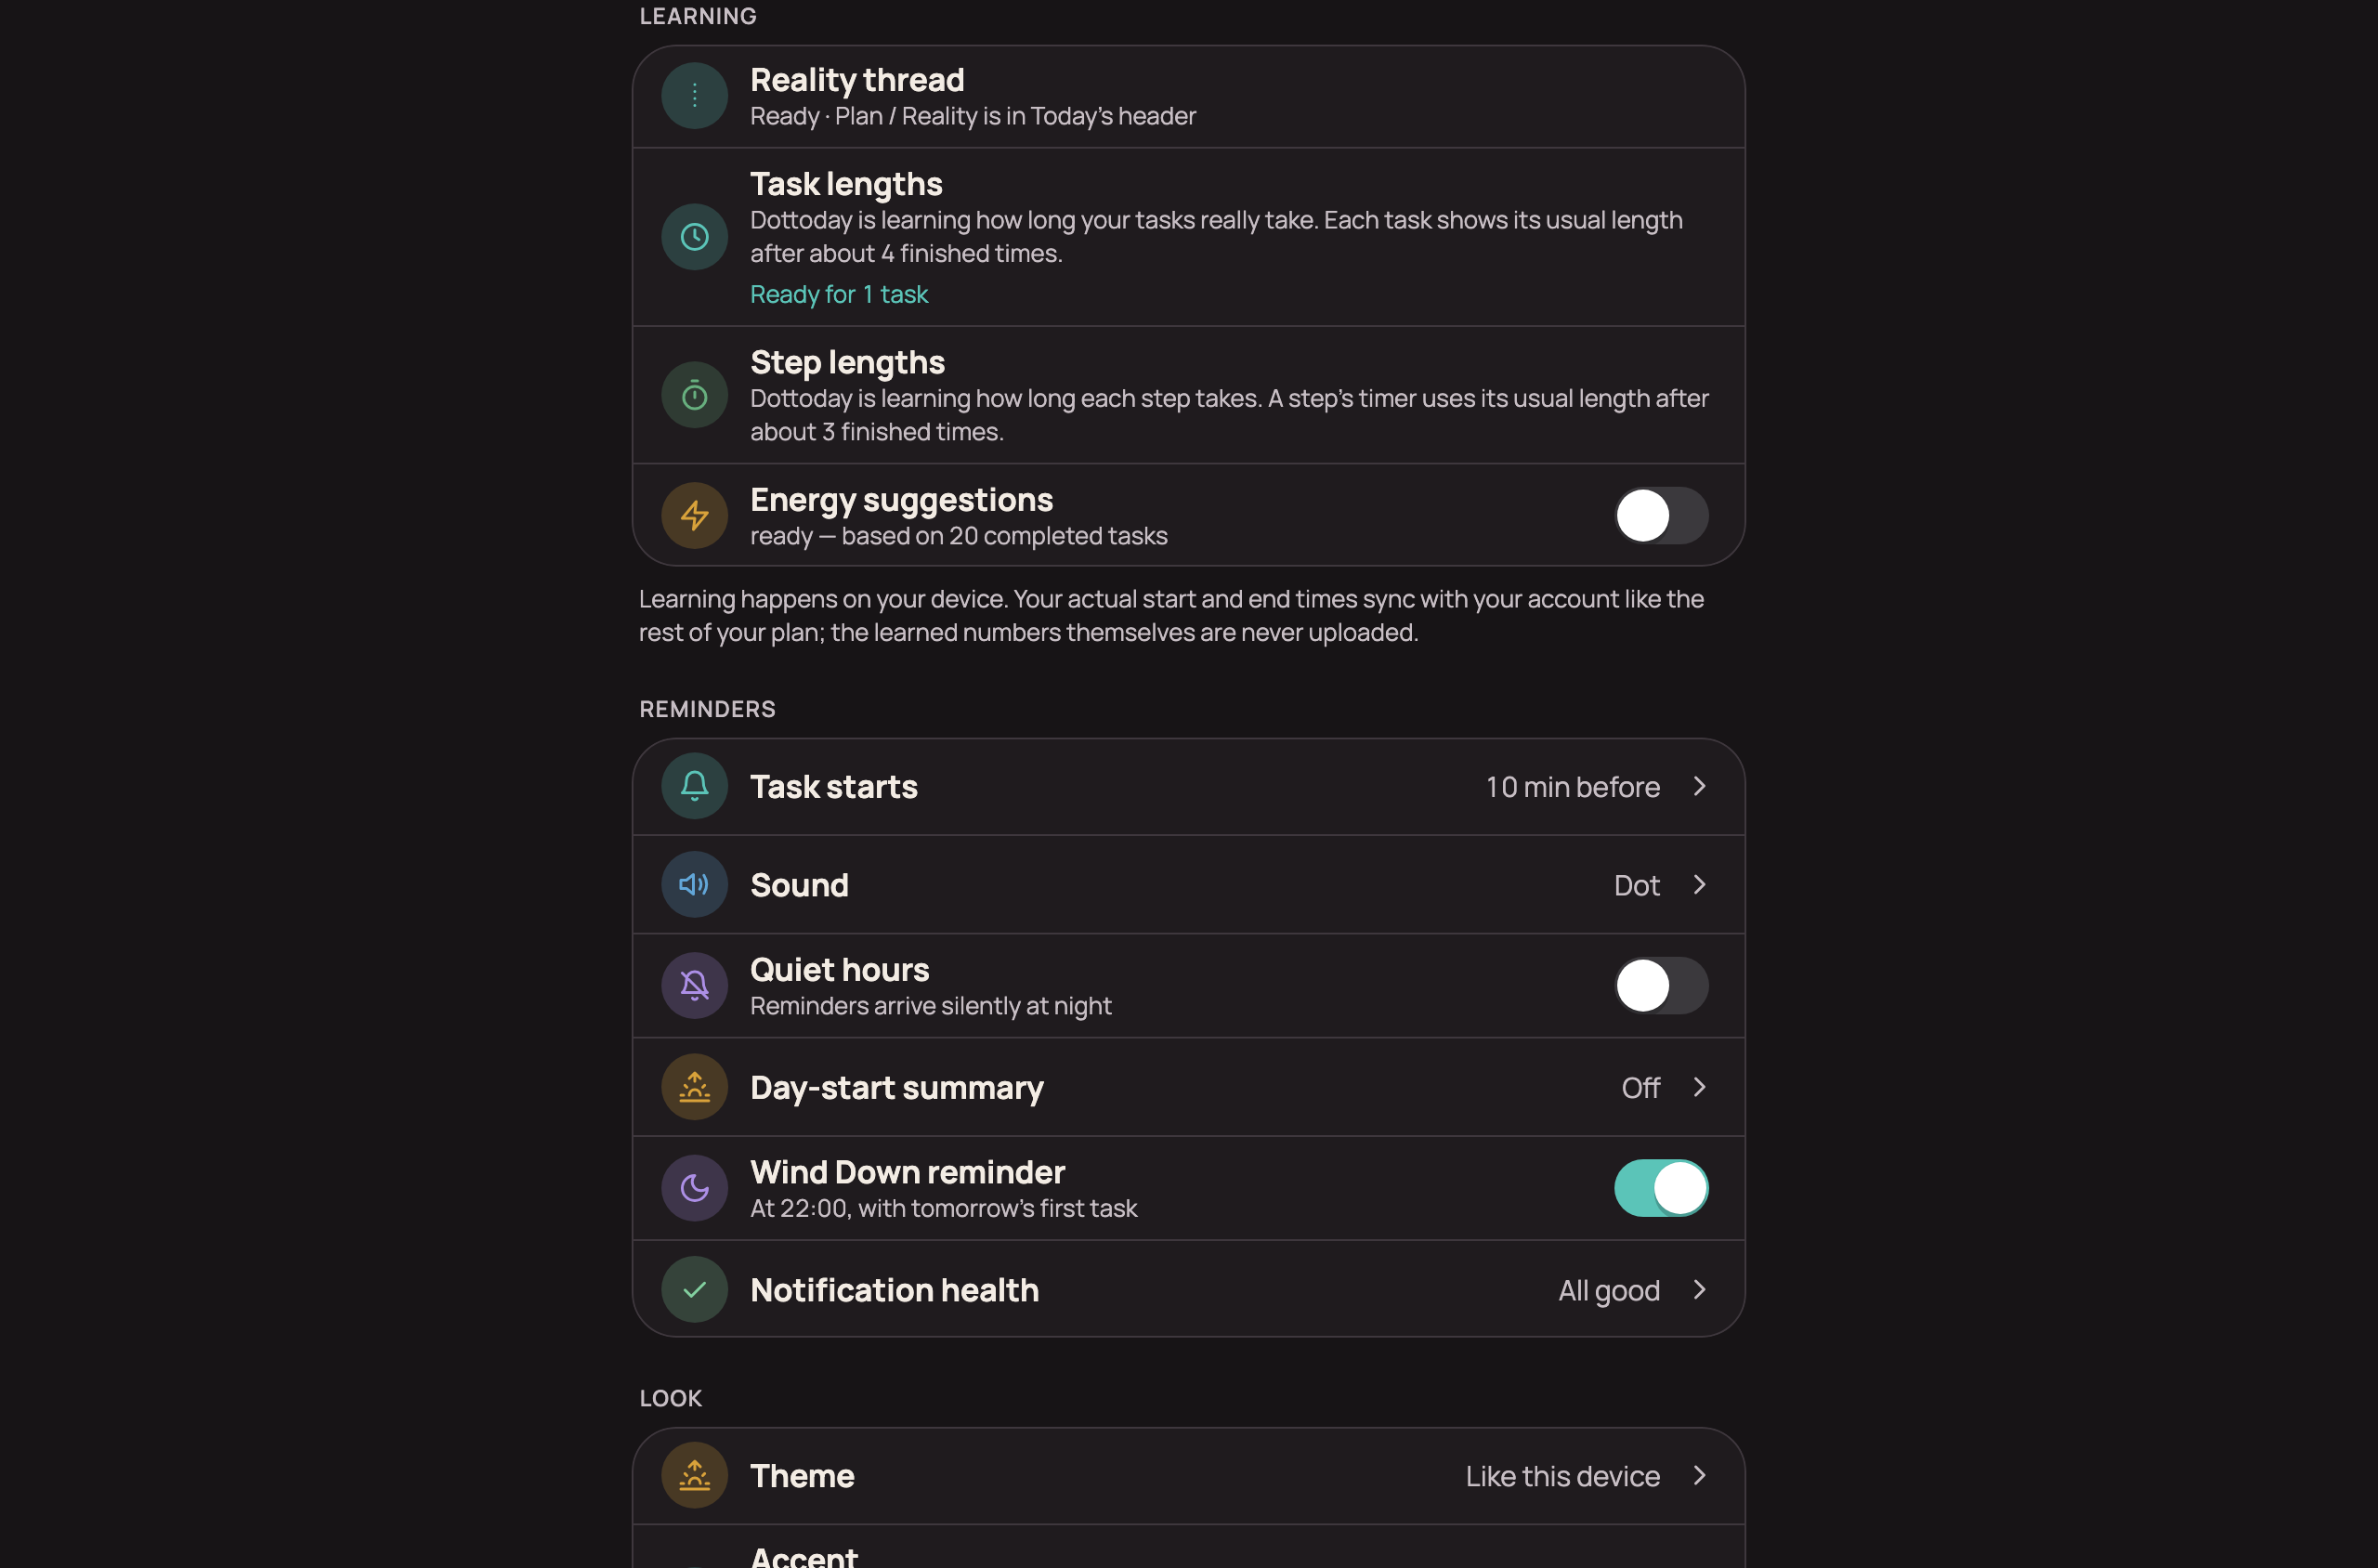 LEARNING
Reality thread
Ready · Plan / Reality is in Today’s header
Task lengths
Dottoday is learning how long your tasks really take. Each task shows its usual length
after about 4 finished times.
Ready for 1 task
Step lengths
Dottoday is learning how long each step takes. A step’s timer uses its usual length after
about 3 finished times.
Energy suggestions
ready — based on 20 completed tasks
Learning happens on your device. Your actual start and end times sync with your account like the
rest of your plan; the learned numbers themselves are never uploaded.
REMINDERS
Task starts
10 min before
Sound
Dot
Quiet hours
Reminders arrive silently at night
Day-start summary
Off
Wind Down reminder
At 22:00, with tomorrow’s first task
Notification health
All good
LOOK
Theme
Like this device
Accent